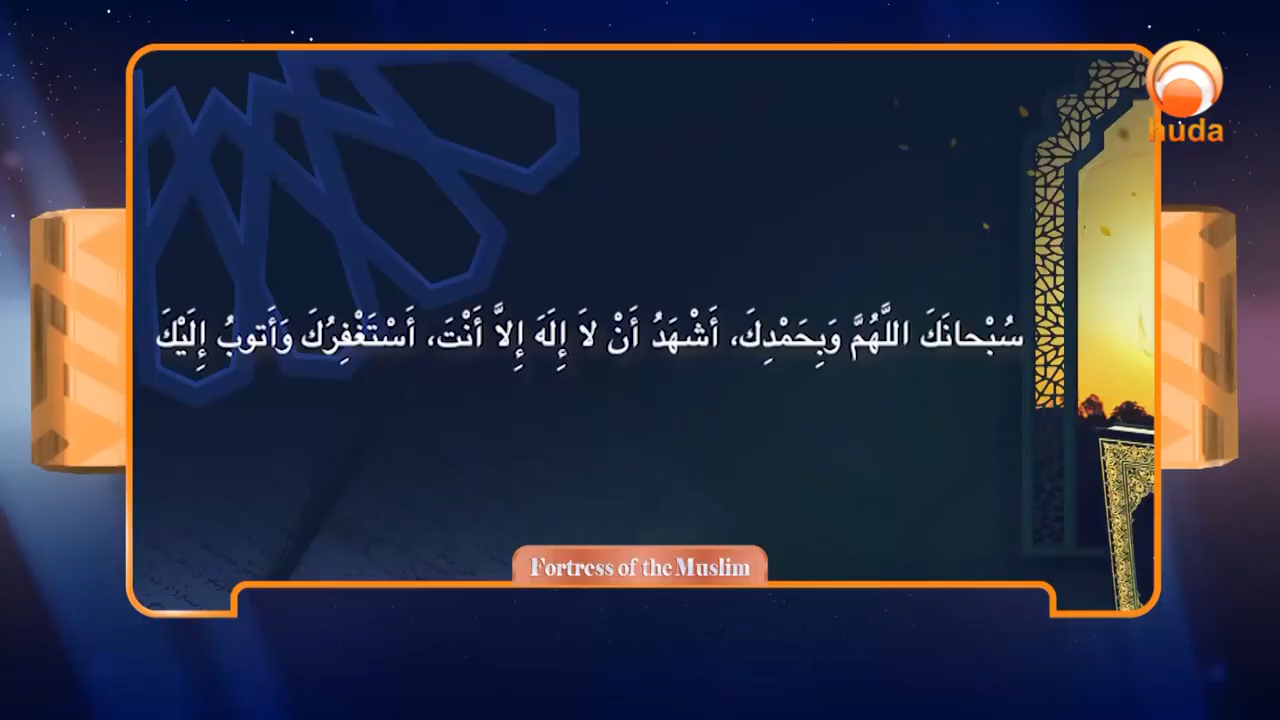 huda
سُبْحانَكَ اللَّهُمَّ وَبِحَمْدِكَ، أَشْهَدُ أَنْ لاَ إِلَهَ إِلاَّ أَنْتَ، أَسْتَغْفِرُكَ وَأَتوبُ إِلَيْكَ
Fortress of the Muslim